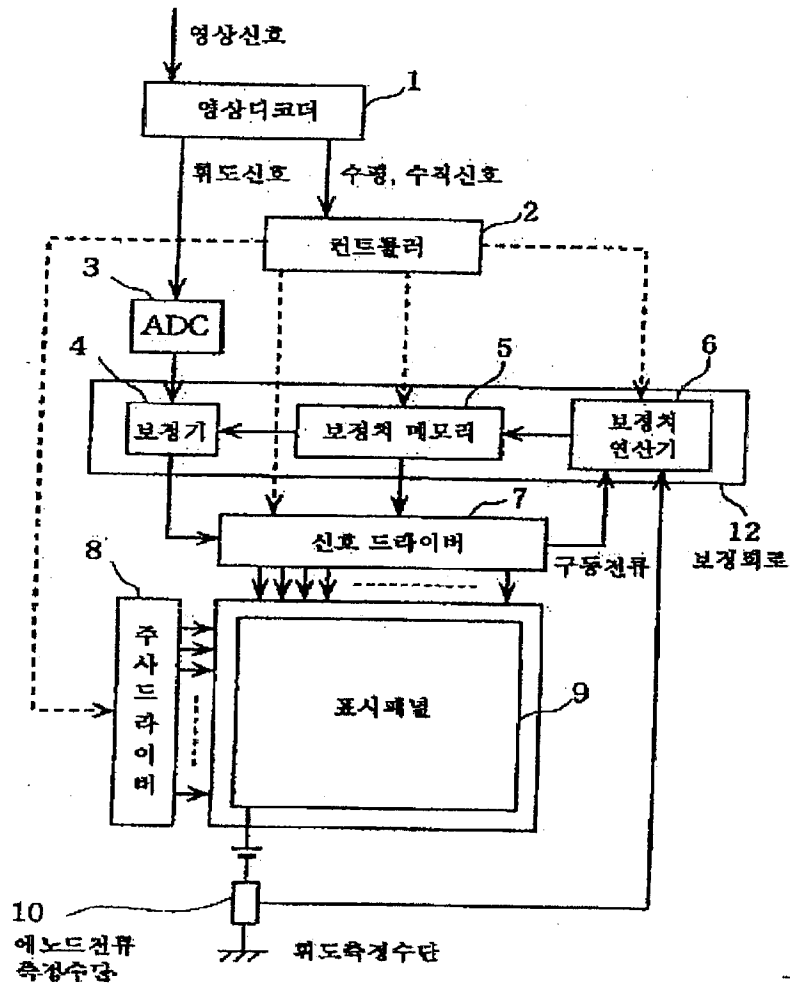 영상신호
1
영상디코더
휘도신호
수평, 수직신호
2
컨트롤러
3
ADC
4
5
6
보정기
보정치 메모리
보정치
연산기
7
12
보정회로
신호 드라이버
구동전류
8
주사드라이버
표시패널
9
10
에노드전류
측정수단
휘도측정수단